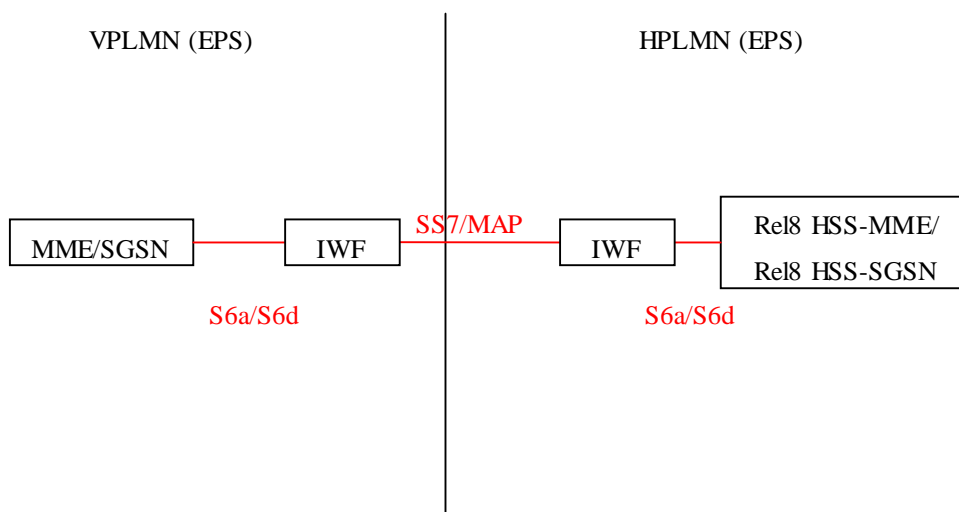 VPLMN (EPS)
HPLMN (EPS)
MME/SGSN
IWF
SS7/MAP
IWF
Rel8 HSS-MME/
Rel8 HSS-SGSN
S6a/S6d
S6a/S6d